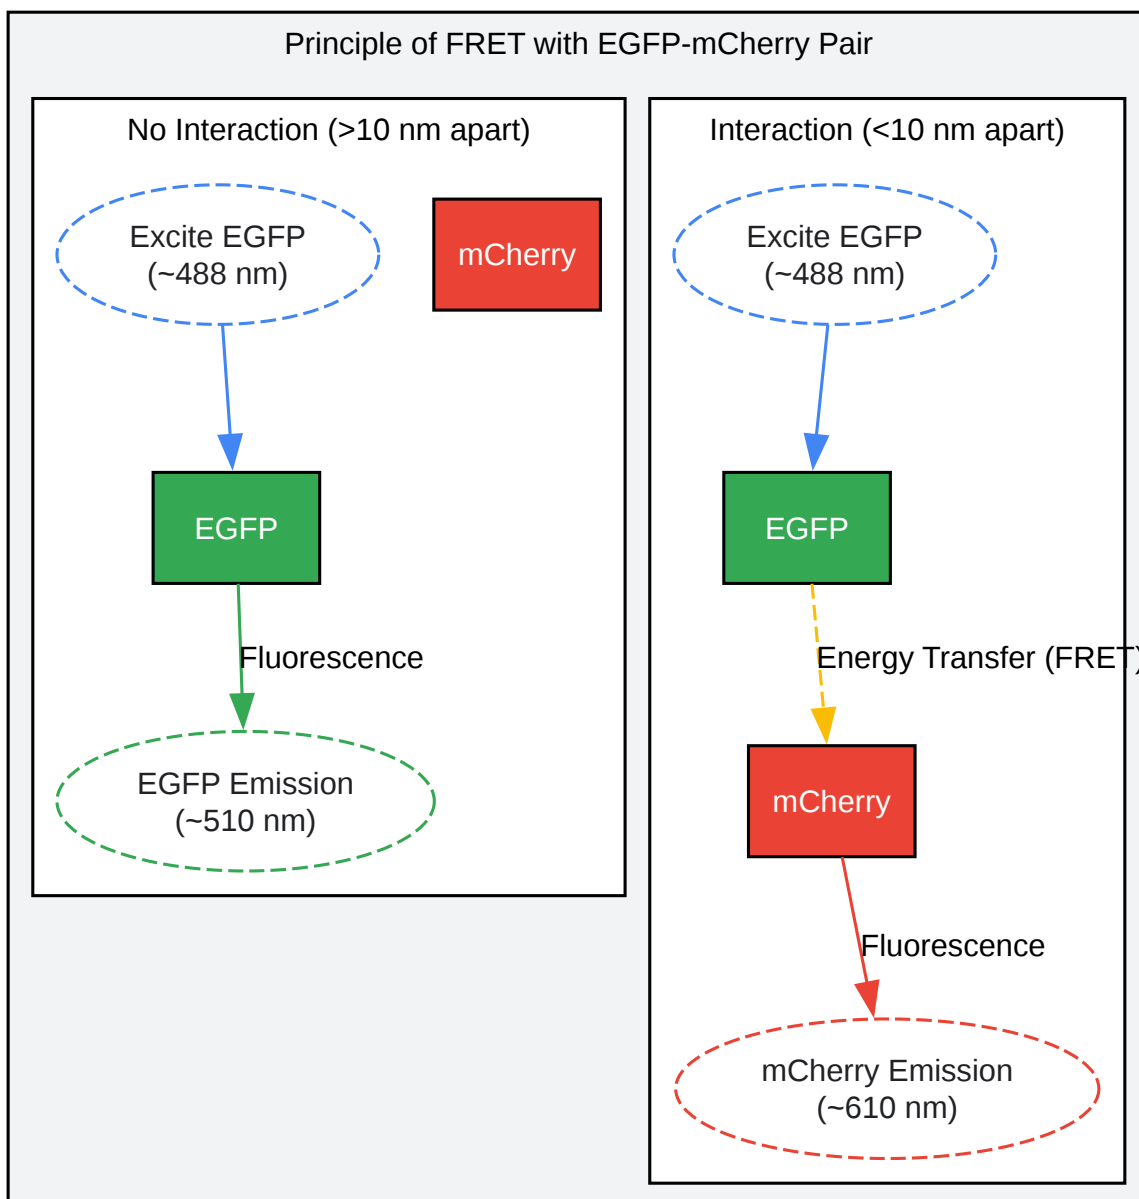 Principle of FRET with EGFP-mCherry Pair
No Interaction (>10 nm apart)
Excite EGFP
(~488 nm)
mCherry
EGFP
Fluorescence
EGFP Emission
(~510 nm)
Interaction (<10 nm apart)
Excite EGFP
(~488 nm)
EGFP
Energy Transfer (FRET)
mCherry
Fluorescence
mCherry Emission
(~610 nm)